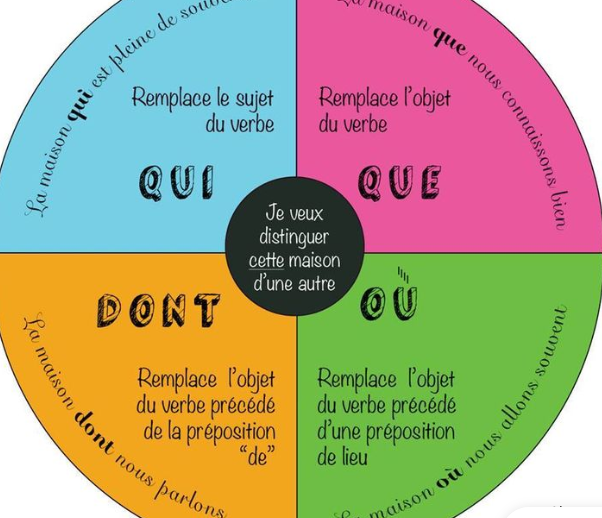 La maison qui est pleine de
Remplace le sujet
du verbe
QUI
La maison que nous connaissons bien
Remplace l'objet
du verbe
QUE
Je veux
distinguer
cette maison
d'une autre
DONT
Remplace l'objet
du verbe précédé
de la préposition
"de"
La maison dont nous parlons
OÙ
Remplace l'objet
du verbe précédé
d'une préposition
de lieu
La maison où nous allons souvent